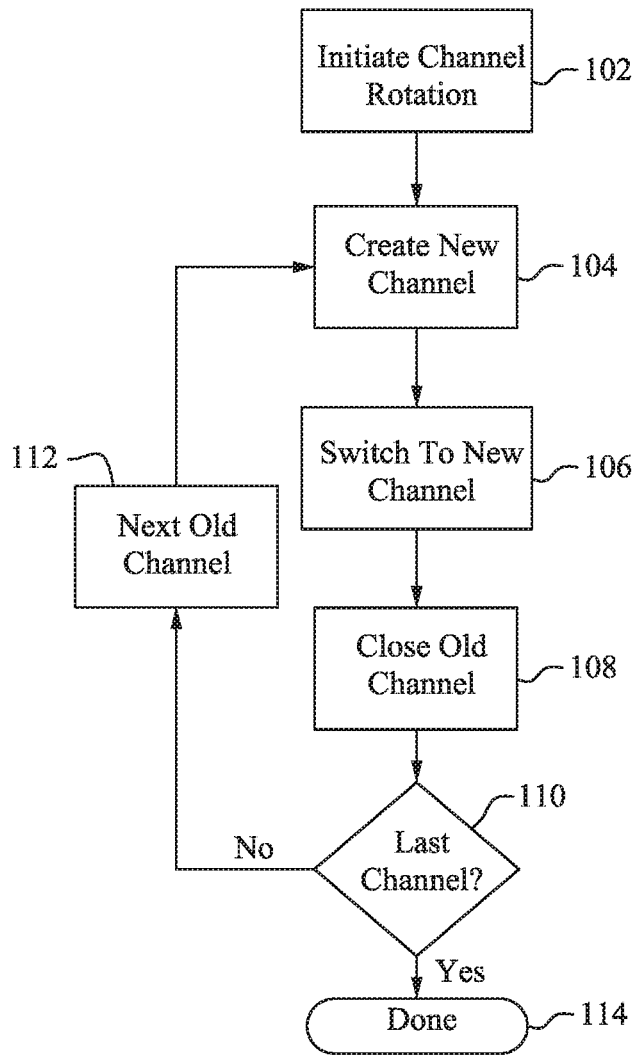 Initiate Channel
Rotation
102
Create New
Channel
104
Switch To New
Channel
106
112
Next Old
Channel
Close Old
Channel
108
110
Last
Channel?
No
Yes
Done
114